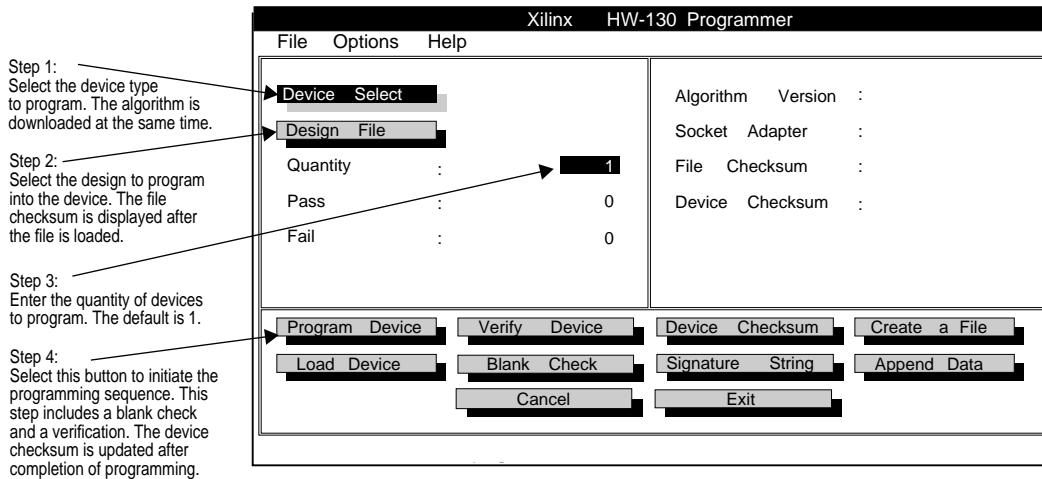 Xilinx HW-130 Programmer
File Options Help
Step 1:
Select the device type
to program. The algorithm is
downloaded at the same time.
Step 2:
Select the design to program
into the device. The file
checksum is displayed after
the file is loaded.
Step 3:
Enter the quantity of devices
to program. The default is 1.
Step 4:
Select this button to initiate the
programming sequence. This
step includes a blank check
and a verification. The device
checksum is updated after
completion of programming.
Device Select
Design File
Quantity : 1
Pass : 0
Fail : 0
Algorithm Version :
Socket Adapter :
File Checksum :
Device Checksum :
Program Device Verify Device Device Checksum Create a File
Load Device Blank Check Signature String Append Data
Cancel Exit